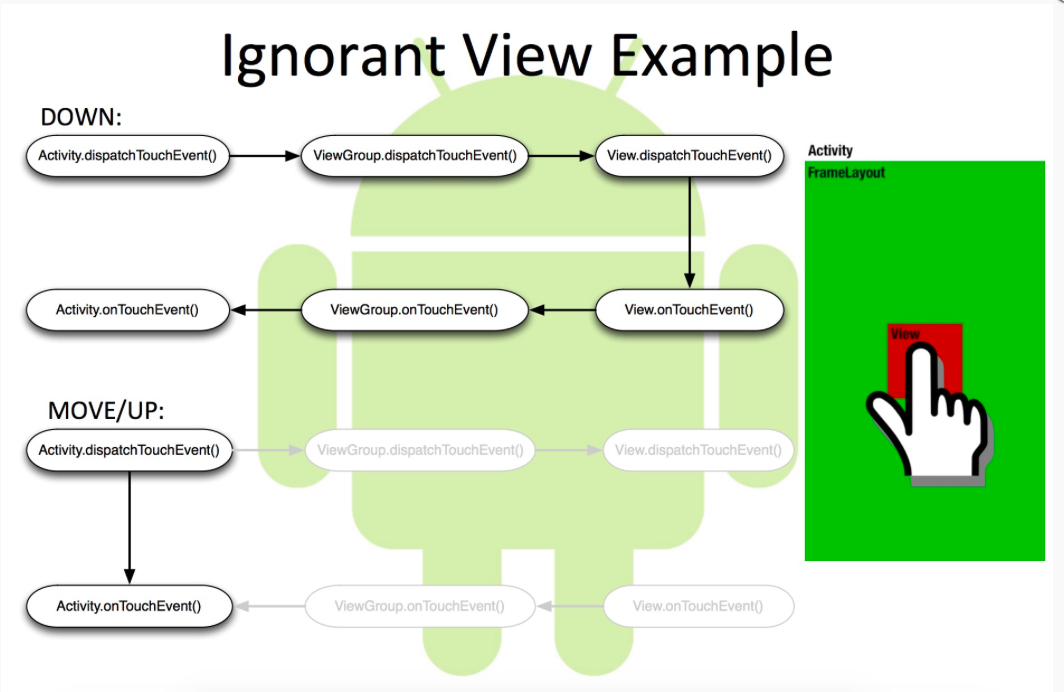 Ignorant View Example
DOWN:
Activity.dispatchTouchEvent()
ViewGroup.dispatchTouchEvent()
View.dispatchTouchEvent()
Activity
FrameLayout
Activity.onTouchEvent()
ViewGroup.onTouchEvent()
View.onTouchEvent()
View
MOVE/UP:
Activity.dispatchTouchEvent()
ViewGroup.dispatchTouchEvent()
View.dispatchTouchEvent()
Activity.onTouchEvent()
ViewGroup.onTouchEvent()
View.onTouchEvent()